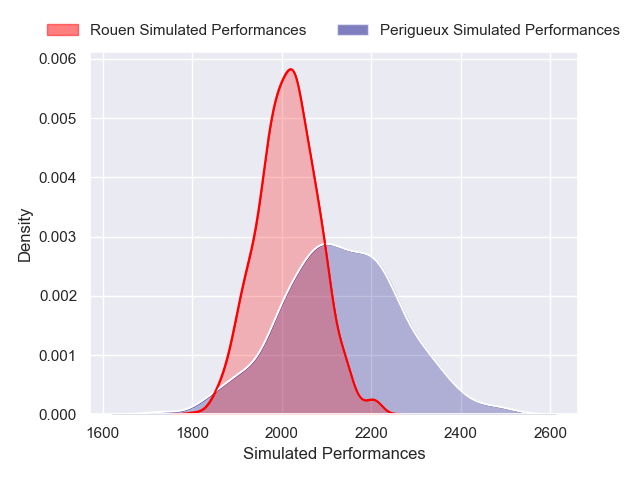 Rouen Simulated Performances Perigueux Simulated Performances
0.006
0.005
0.004
0.003
0.002
0.001
0.000
Density
1600 1800 2000 2200 2400 2600
Simulated Performances